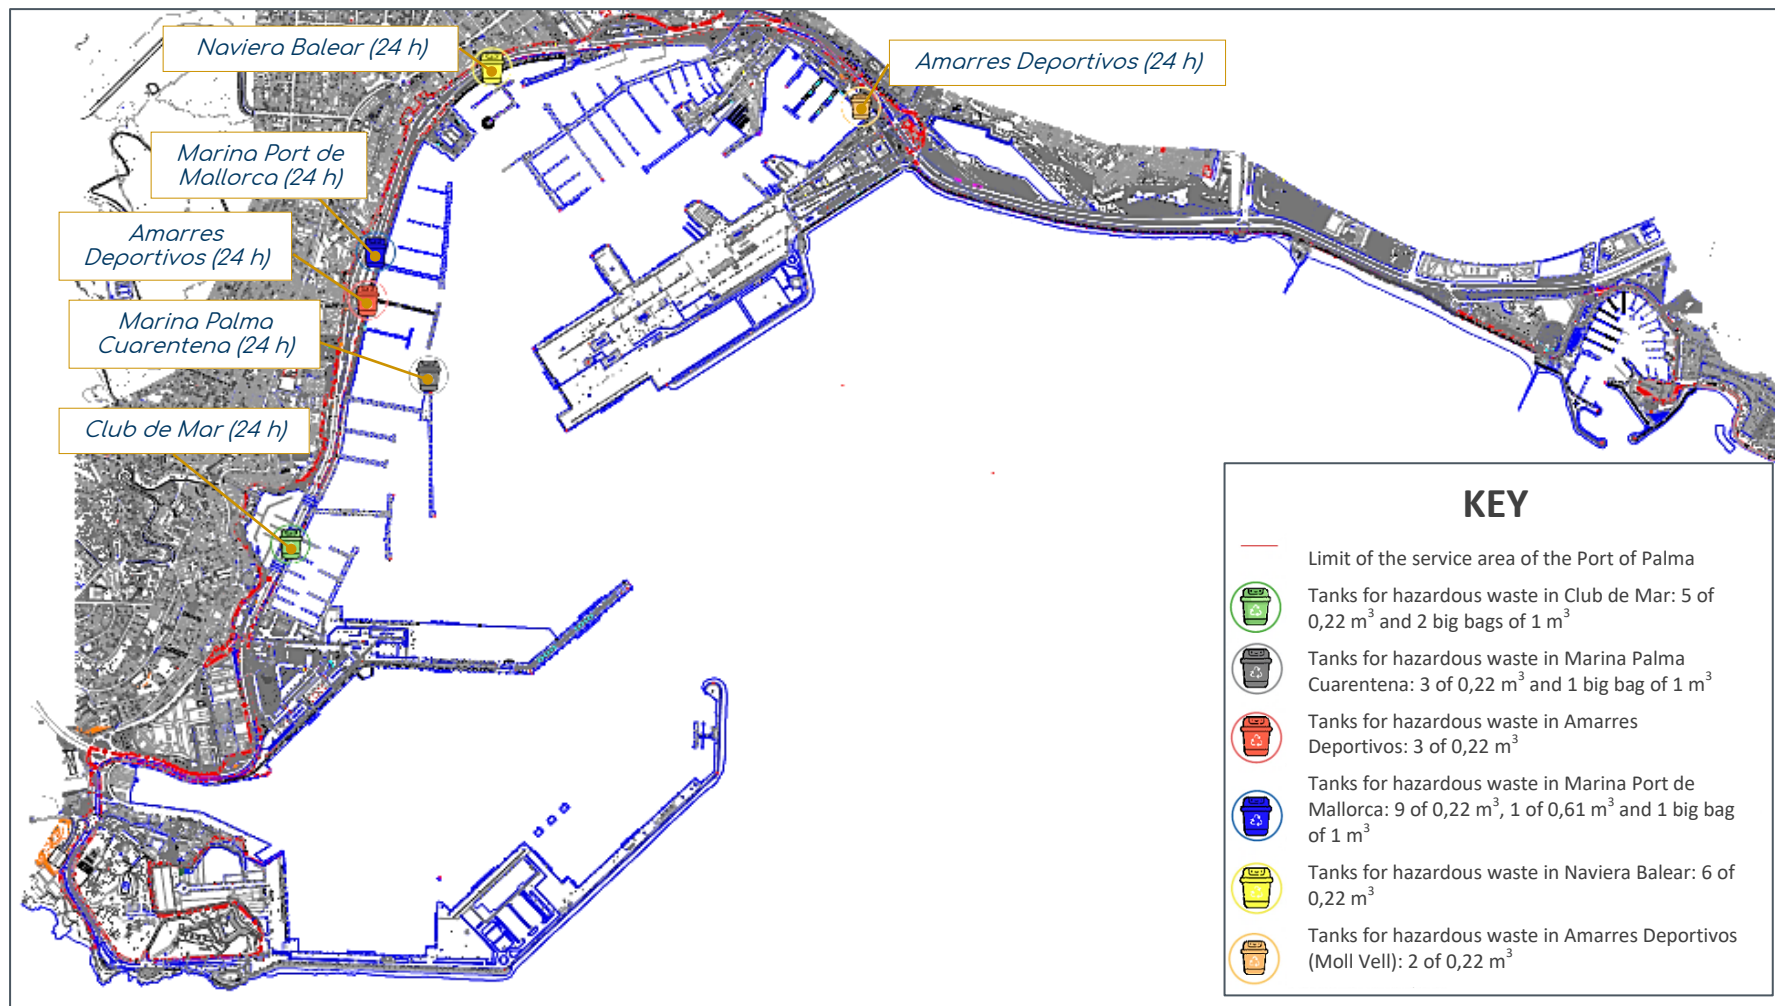 Naviera Balear (24 h)
Amarres Deportivos (24 h)
Marina Port de
Mallorca (24 h)
Amarres
Deportivos (24 h)
Marina Palma
Cuarentena (24 h)
Club de Mar (24 h)
KEY
Limit of the service area of the Port of Palma
Tanks for hazardous waste in Club de Mar: 5 of
0,22 m³ and 2 big bags of 1 m³
Tanks for hazardous waste in Marina Palma
Cuarentena: 3 of 0,22 m³ and 1 big bag of 1 m³
Tanks for hazardous waste in Amarres
Deportivos: 3 of 0,22 m³
Tanks for hazardous waste in Marina Port de
Mallorca: 9 of 0,22 m³, 1 of 0,61 m³ and 1 big bag
of 1 m³
Tanks for hazardous waste in Naviera Balear: 6 of
0,22 m³
Tanks for hazardous waste in Amarres Deportivos
(Moll Vell): 2 of 0,22 m³